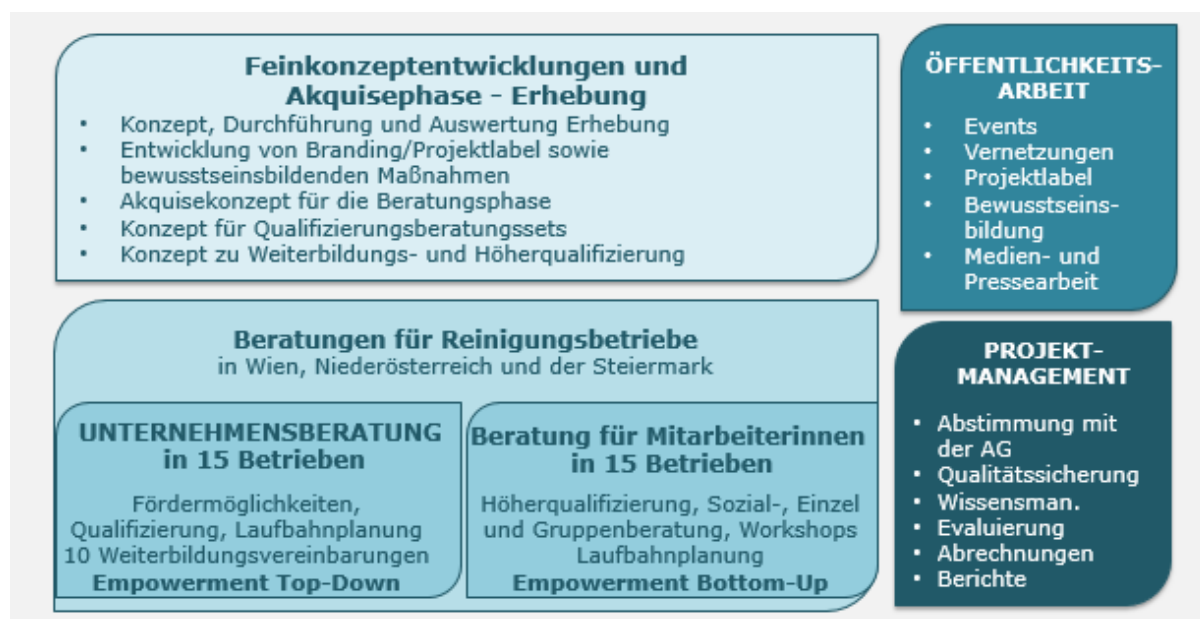 Feinkonzeptentwicklungen und
Akquisephase - Erhebung
• Konzept, Durchführung und Auswertung Erhebung
• Entwicklung von Branding/Projektlabel sowie
bewusstseinsbildenden Maßnahmen
• Akquisekonzept für die Beratungsphase
• Konzept für Qualifizierungsberatungssets
• Konzept zu Weiterbildungs- und Höherqualifizierung
ÖFFENTLICHKEITS-
ARBEIT
• Events
• Vernetzungen
• Projektlabel
• Bewusstseins-
bildung
• Medien- und
Pressearbeit
Beratungen für Reinigungsbetriebe
in Wien, Niederösterreich und der Steiermark
UNTERNEHMENSBERATUNG
in 15 Betrieben
Fördermöglichkeiten,
Qualifizierung, Laufbahnplanung
10 Weiterbildungsvereinbarungen
Empowerment Top-Down
Beratung für Mitarbeiterinnen
in 15 Betrieben
Höherqualifizierung, Sozial-, Einzel
und Gruppenberatung, Workshops
Laufbahnplanung
Empowerment Bottom-Up
PROJEKT-
MANAGEMENT
• Abstimmung mit
der AG
• Qualitätssicherung
• Wissensman.
• Evaluierung
• Abrechnungen
• Berichte